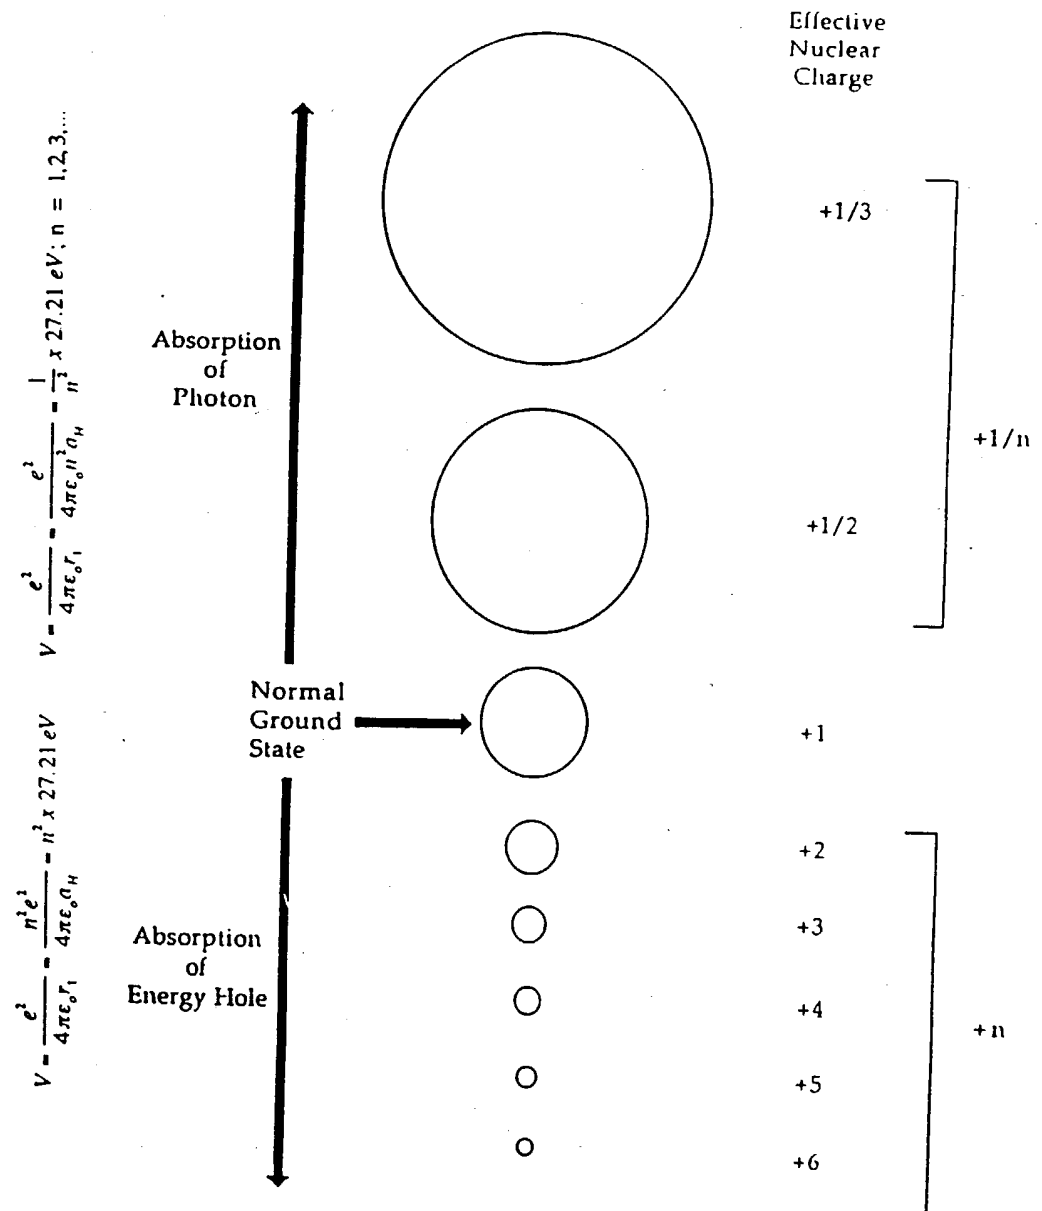 Effective
Nuclear
Charge
V = e² / 4πε₀r₁ = e² / 4πε₀n²a_H = 1/n² x 27.21 eV; n = 1,2,3,...
+1/3
Absorption
of
Photon
+1/n
+1/2
Normal
Ground
State
+1
V = e² / 4πε₀r₁ = n²e² / 4πε₀a_H = n² x 27.21 eV
+2
+3
Absorption
of
Energy Hole
+4
+n
+5
+6